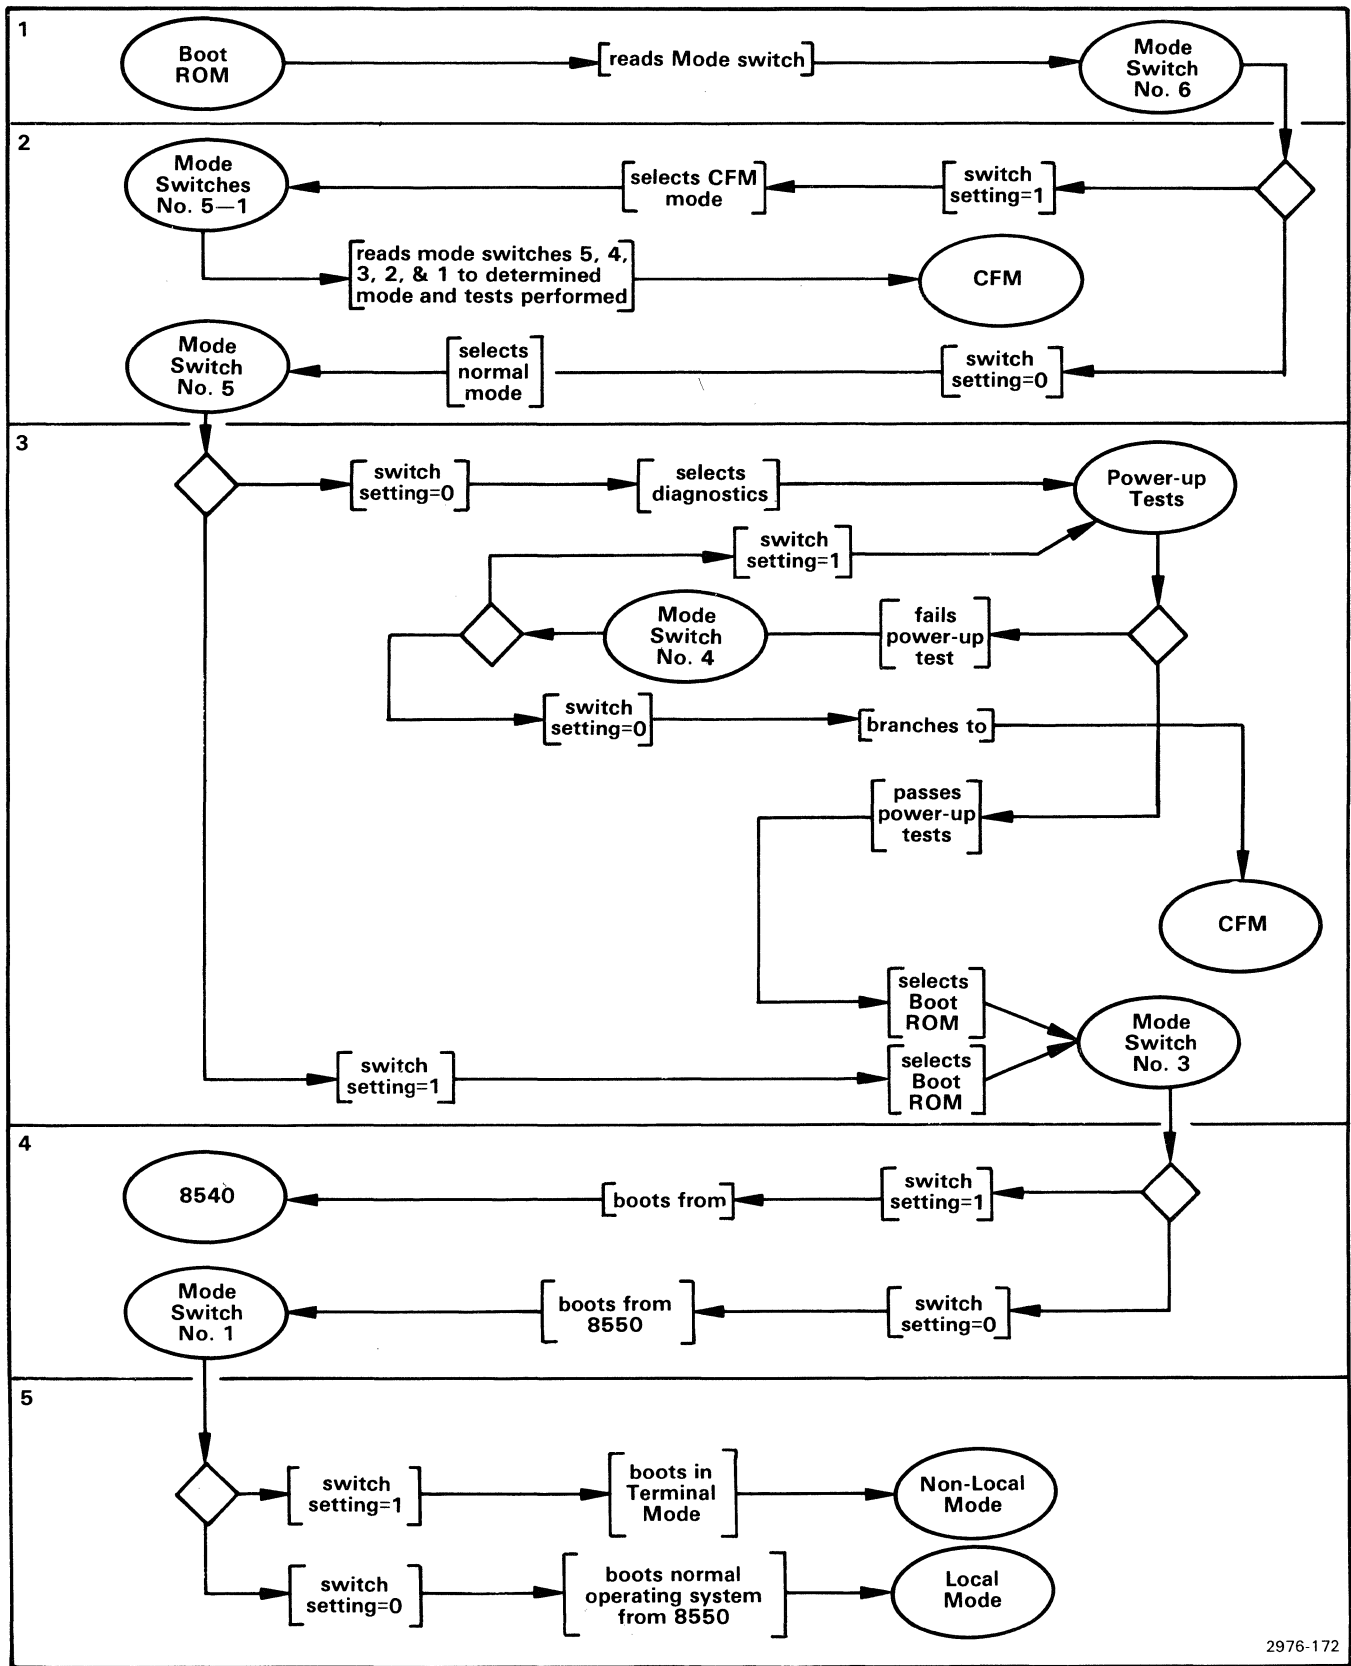 1
Boot
ROM
reads Mode switch
Mode
Switch
No. 6
2
Mode
Switches
No. 5—1
selects CFM
mode
switch
setting=1
reads mode switches 5, 4,
3, 2, & 1 to determined
mode and tests performed
CFM
Mode
Switch
No. 5
selects
normal
mode
switch
setting=0
3
switch
setting=0
selects
diagnostics
Power-up
Tests
switch
setting=1
Mode
Switch
No. 4
fails
power-up
test
switch
setting=0
branches to
passes
power-up
tests
CFM
selects
Boot
ROM
Mode
Switch
No. 3
switch
setting=1
selects
Boot
ROM
4
8540
boots from
switch
setting=1
Mode
Switch
No. 1
boots from
8550
switch
setting=0
5
switch
setting=1
boots in
Terminal
Mode
Non-Local
Mode
switch
setting=0
boots normal
operating system
from 8550
Local
Mode
2976-172